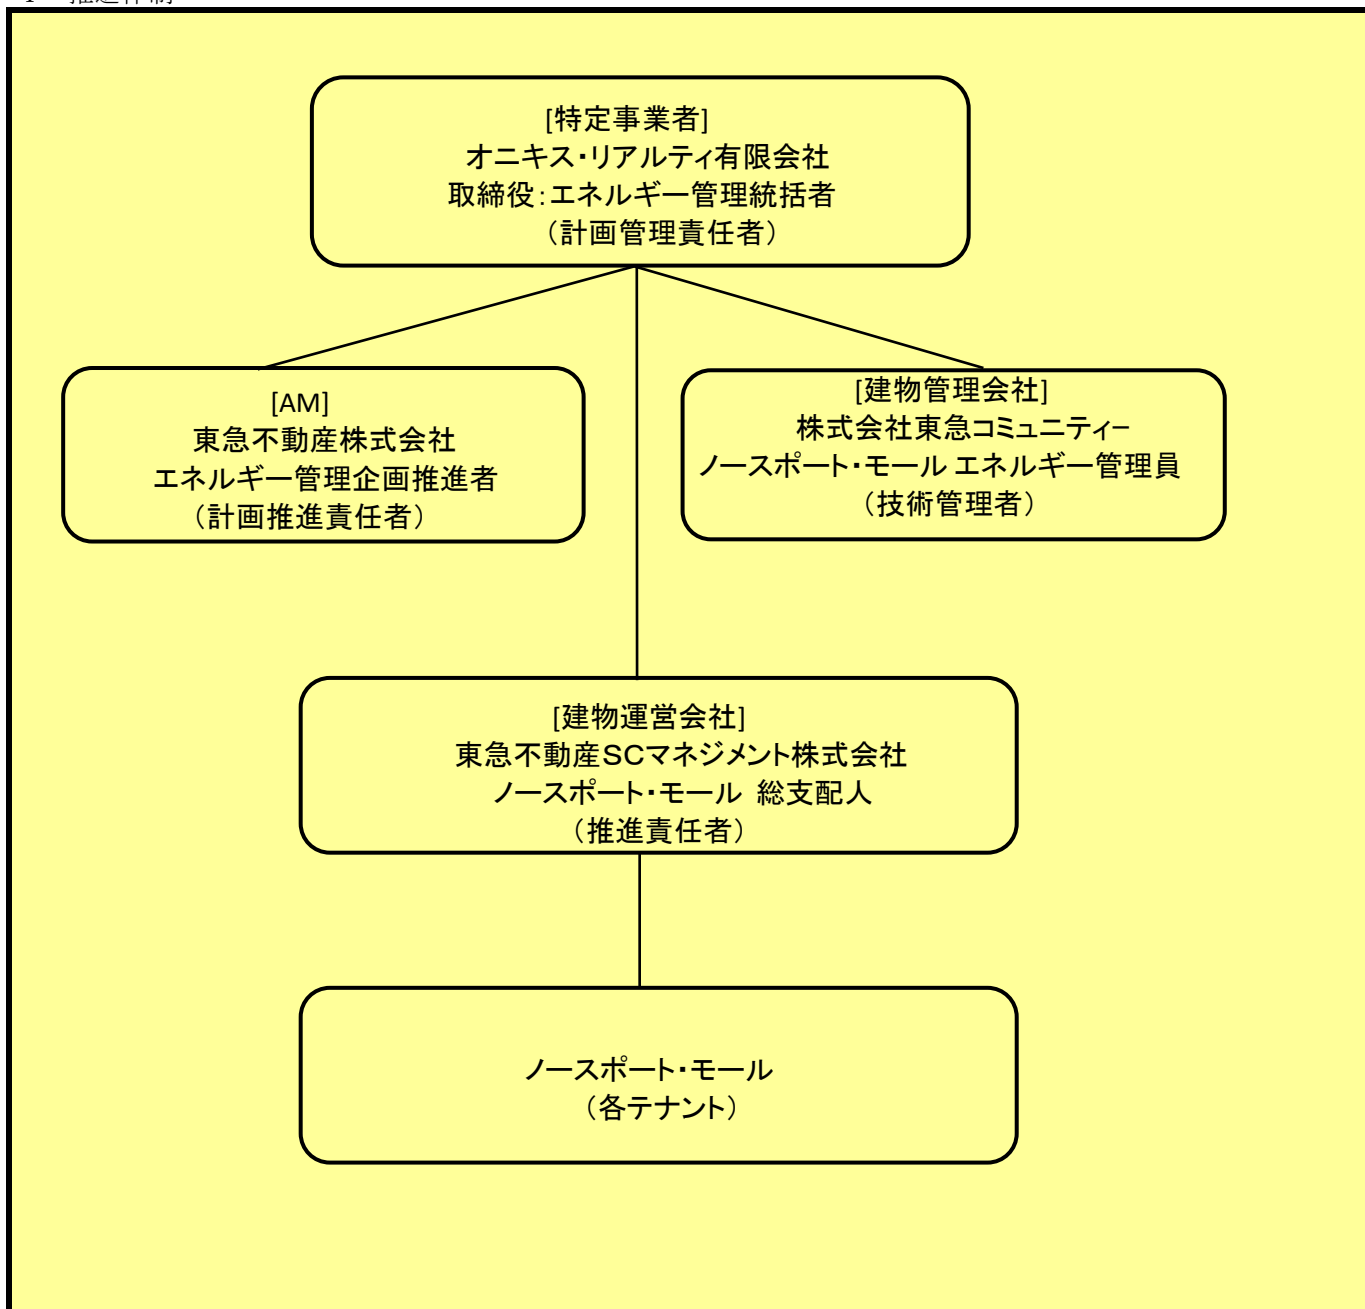 [特定事業者]
オニキス・リアルティ有限会社
取締役:エネルギー管理統括者
（計画管理責任者）
[AM]
東急不動産株式会社
エネルギー管理企画推進者
（計画推進責任者）
[建物管理会社]
株式会社東急コミュニティー
ノースポート・モール エネルギー管理員
（技術管理者）
[建物運営会社]
東急不動産SCマネジメント株式会社
ノースポート・モール 総支配人
（推進責任者）
ノースポート・モール
（各テナント）